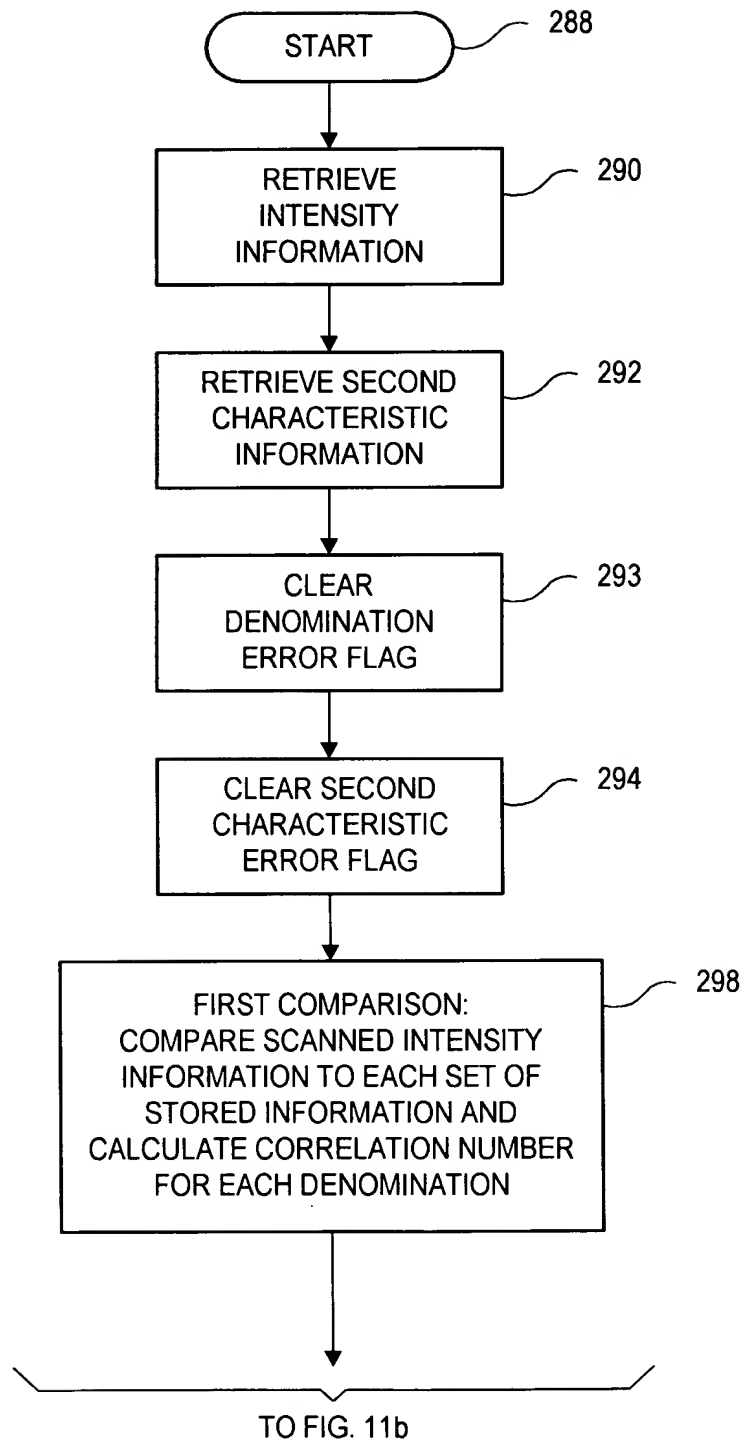 START
288
RETRIEVE
INTENSITY
INFORMATION
290
RETRIEVE SECOND
CHARACTERISTIC
INFORMATION
292
CLEAR
DENOMINATION
ERROR FLAG
293
CLEAR SECOND
CHARACTERISTIC
ERROR FLAG
294
FIRST COMPARISON:
COMPARE SCANNED INTENSITY
INFORMATION TO EACH SET OF
STORED INFORMATION AND
CALCULATE CORRELATION NUMBER
FOR EACH DENOMINATION
298
TO FIG. 11b